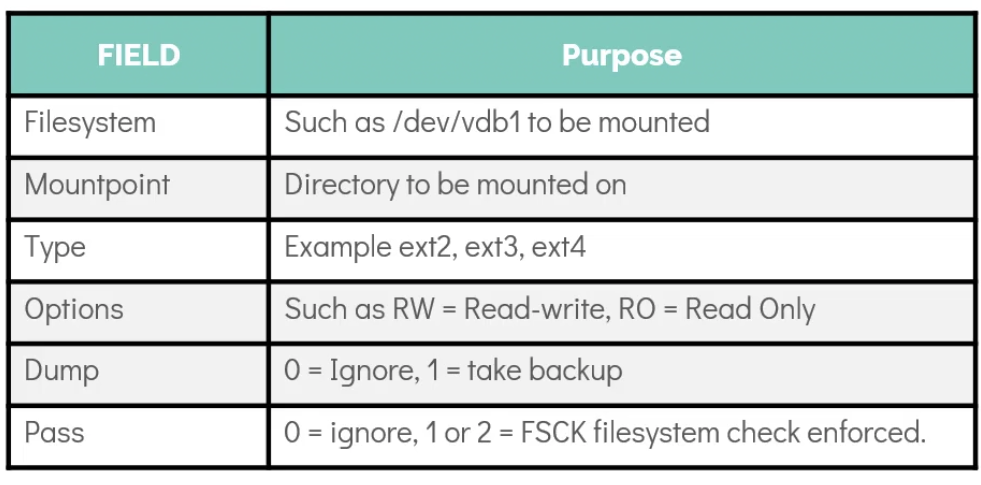 FIELD Purpose
Filesystem Such as /dev/vdb1 to be mounted
Mountpoint Directory to be mounted on
Type Example ext2, ext3, ext4
Options Such as RW = Read-write, RO = Read Only
Dump 0 = Ignore, 1 = take backup
Pass 0 = ignore, 1 or 2 = FSCK filesystem check enforced.